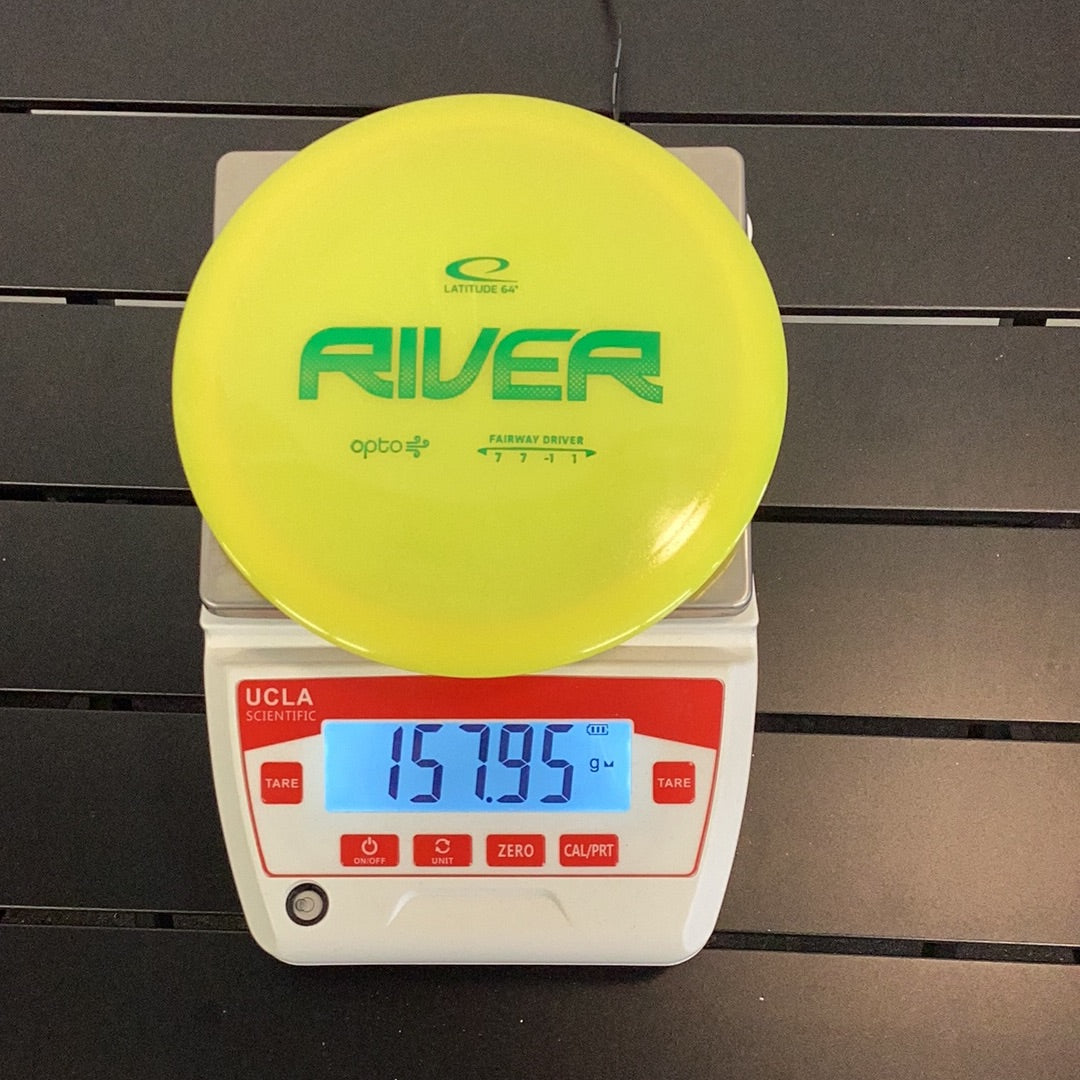 LATITUDE 64°
RIVER
opto
FAIRWAY DRIVER
7 7 -1 1
UCLA
SCIENTIFIC
157.95
g
TARE
TARE
ON/OFF
UNIT
ZERO
CAL/PRT